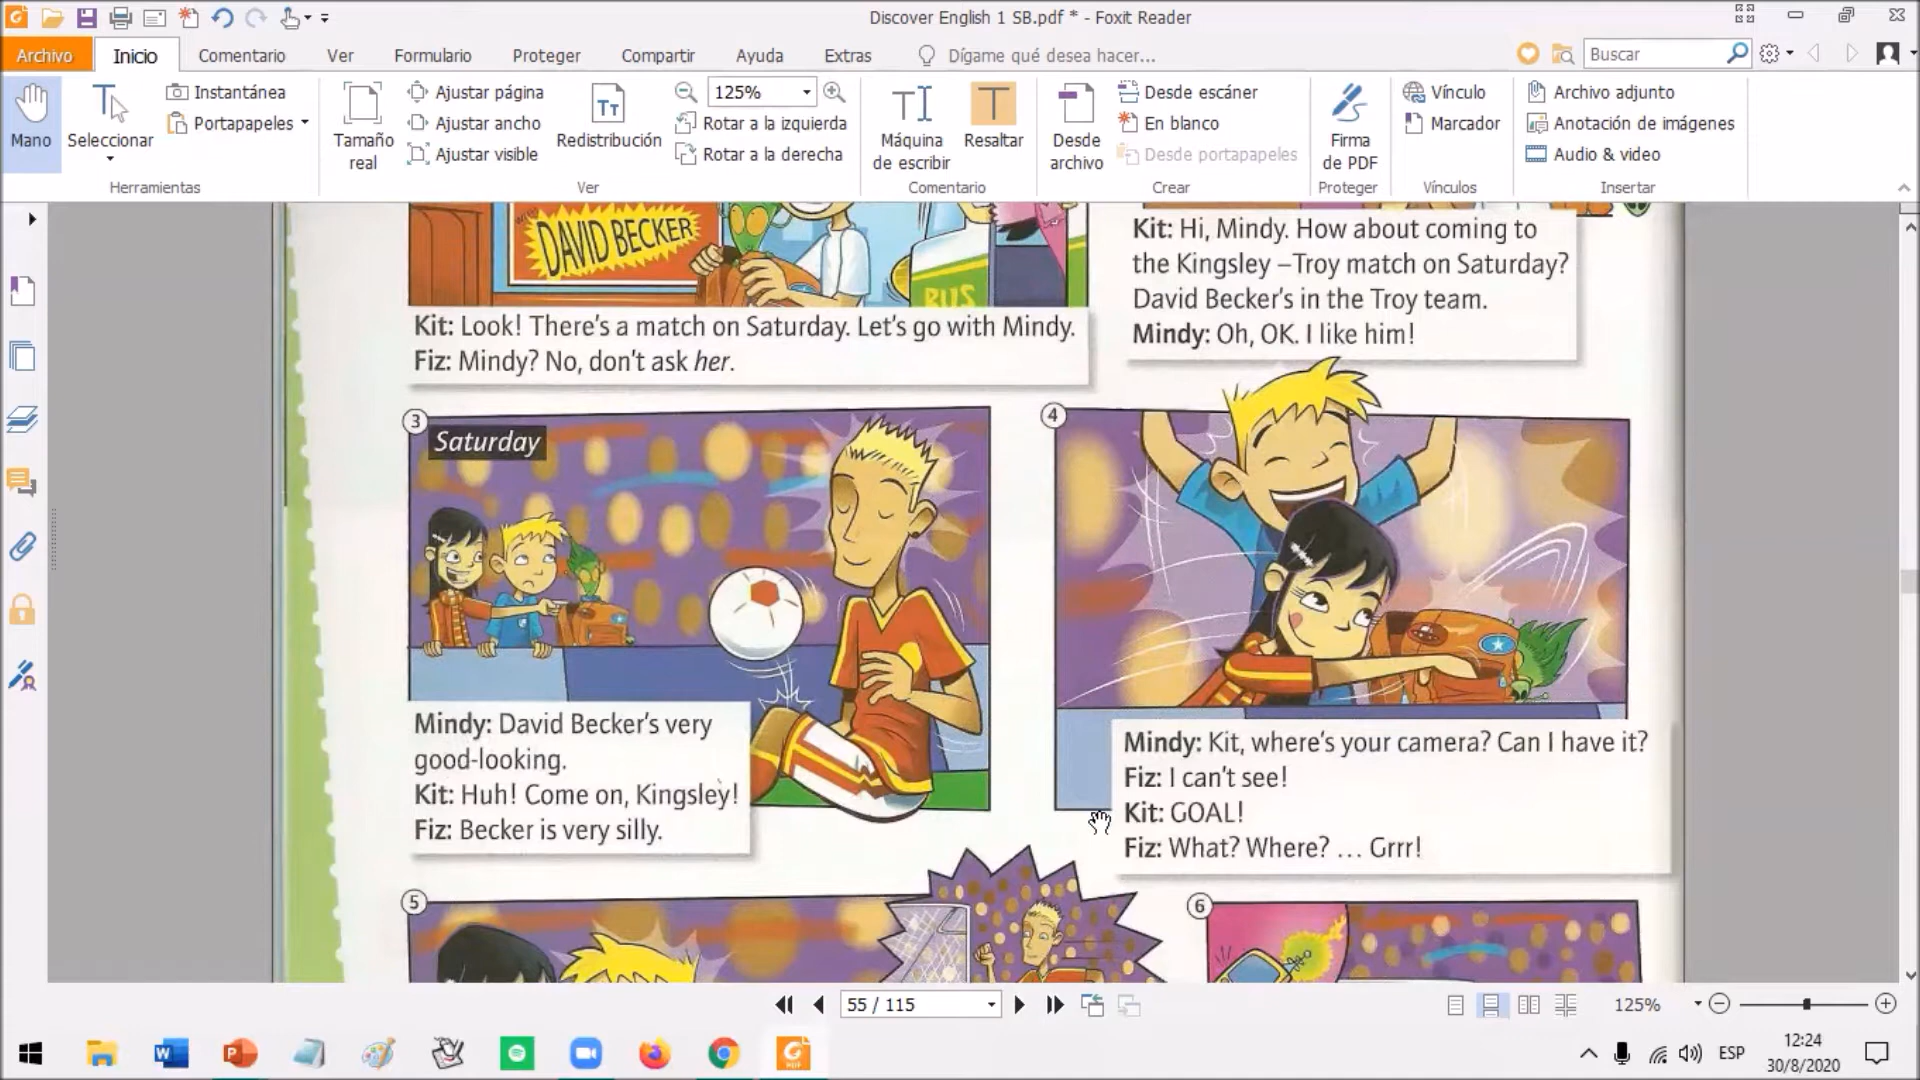 Discover English 1 SB.pdf * - Foxit Reader
Archivo Inicio Comentario Ver Formulario Proteger Compartir Ayuda Extras Dígame qué desea hacer... Buscar
Mano
Seleccionar
Instantánea
Portapapeles
Herramientas
Tamaño
real
Ajustar página
Ajustar ancho
Ajustar visible
Redistribución
125%
Rotar a la izquierda
Rotar a la derecha
Ver
Máquina
de escribir
Resaltar
Comentario
Desde
archivo
Desde escáner
En blanco
Desde portapapeles
Crear
Firma
de PDF
Proteger
Vínculo
Marcador
Vínculos
Archivo adjunto
Anotación de imágenes
Audio & video
Insertar
DAVID BECKER
BUS
Kit: Look! There's a match on Saturday. Let's go with Mindy.
Fiz: Mindy? No, don't ask her.
Kit: Hi, Mindy. How about coming to
the Kingsley –Troy match on Saturday?
David Becker's in the Troy team.
Mindy: Oh, OK. I like him!
3
Saturday
Mindy: David Becker's very
good-looking.
Kit: Huh! Come on, Kingsley!
Fiz: Becker is very silly.
4
Mindy: Kit, where's your camera? Can I have it?
Fiz: I can't see!
Kit: GOAL!
Fiz: What? Where? … Grrr!
5
6
55 / 115
125%
ESP
12:24
30/8/2020